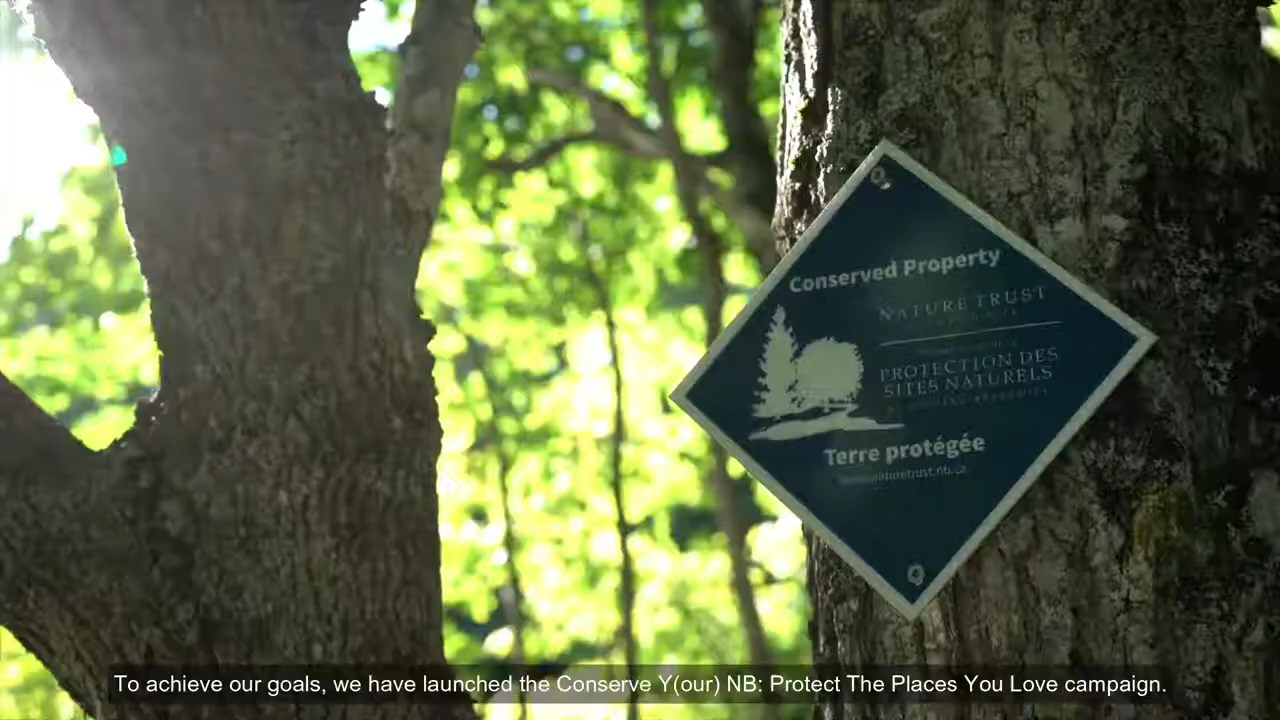 Conserved Property
NATURE TRUST
PROTECTION DES
SITES NATURELS
Terre protégée
To achieve our goals, we have launched the Conserve Y(our) NB: Protect The Places You Love campaign.